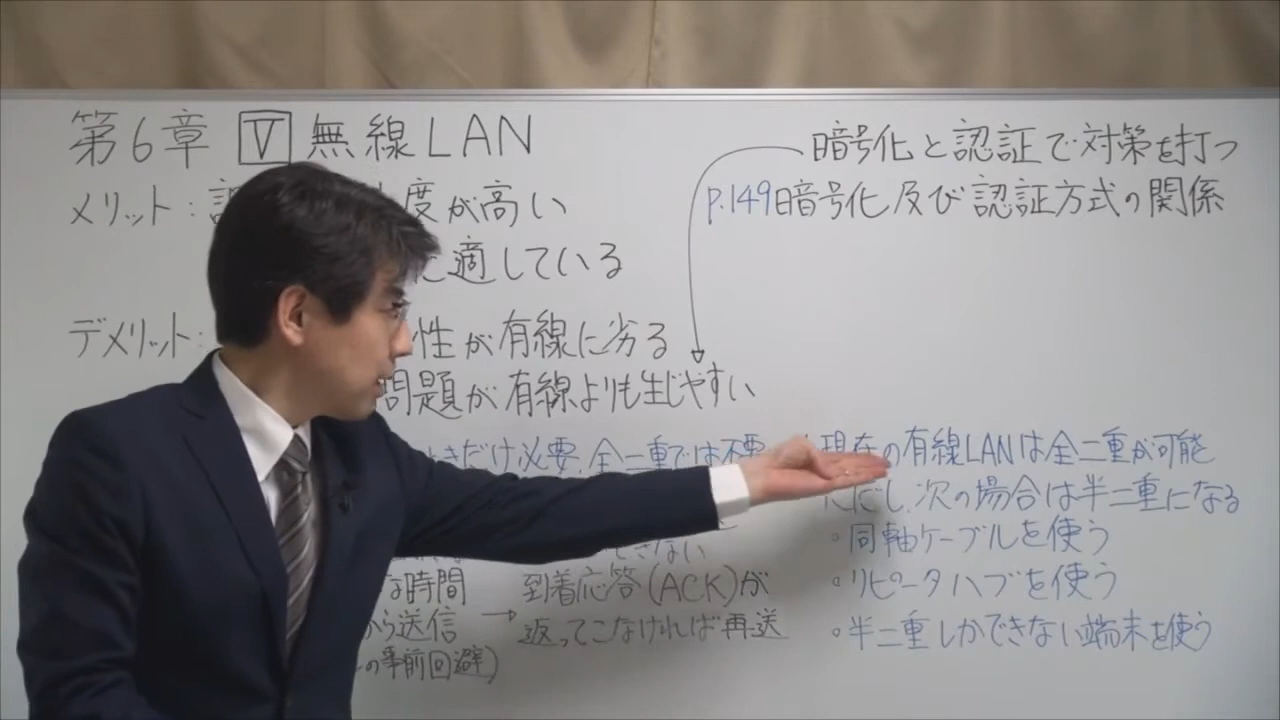 第6章 Ⅴ 無線LAN
メリット: 度が高い
に適している
デメリット: 性が有線に劣る
問題が有線よりも生じやすい
ときだけ必要、全二重では不要
できない
な時間
から送信 → 到着応答(ACK)が
返ってこなければ再送
の事前回避)
暗号化と認証で対策を打つ
p.149暗号化及び認証方式の関係
現在の有線LANは全二重が可能
ただし、次の場合は半二重になる
・同軸ケーブルを使う
・リピータハブを使う
・半二重しかできない端末を使う